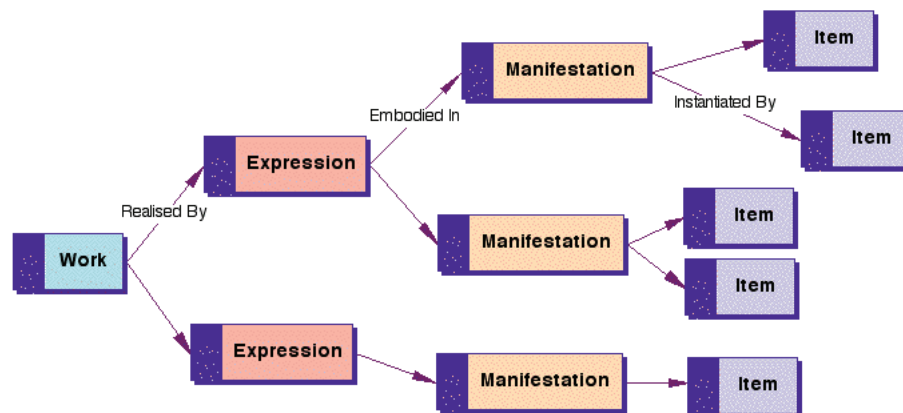 Item
Manifestation
Embodied In
Instantiated By
Item
Expression
Realised By
Item
Manifestation
Work
Item
Expression
Manifestation
Item